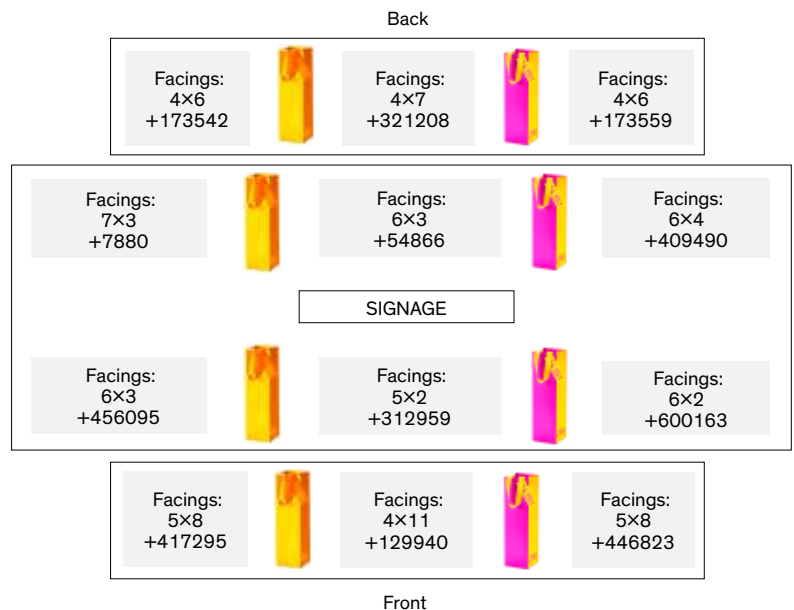 Back
Facings:
4×6
+173542
Facings:
4×7
+321208
Facings:
4×6
+173559
Facings:
7×3
+7880
Facings:
6×3
+54866
Facings:
6×4
+409490
SIGNAGE
Facings:
6×3
+456095
Facings:
5×2
+312959
Facings:
6×2
+600163
Facings:
5×8
+417295
Facings:
4×11
+129940
Facings:
5×8
+446823
Front